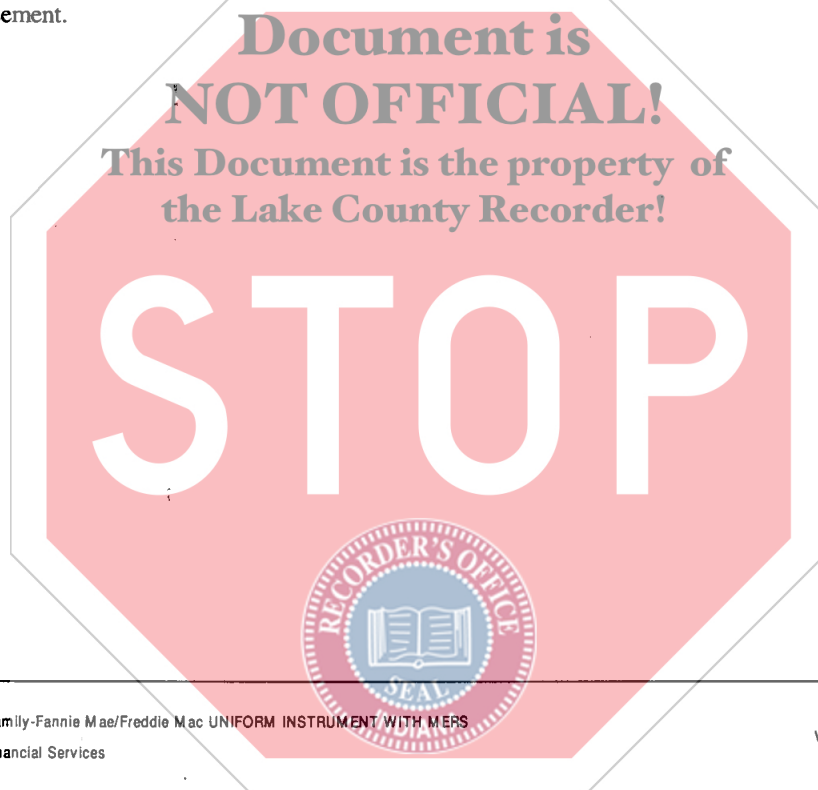 ement.
Document is
NOT OFFICIAL!
This Document is the property of
the Lake County Recorder!
STOP
RECORDER'S OFFICE
SEAL
INDIANA
mily-Fannie Mae/Freddie Mac UNIFORM INSTRUMENT WITH MERS
ancial Services